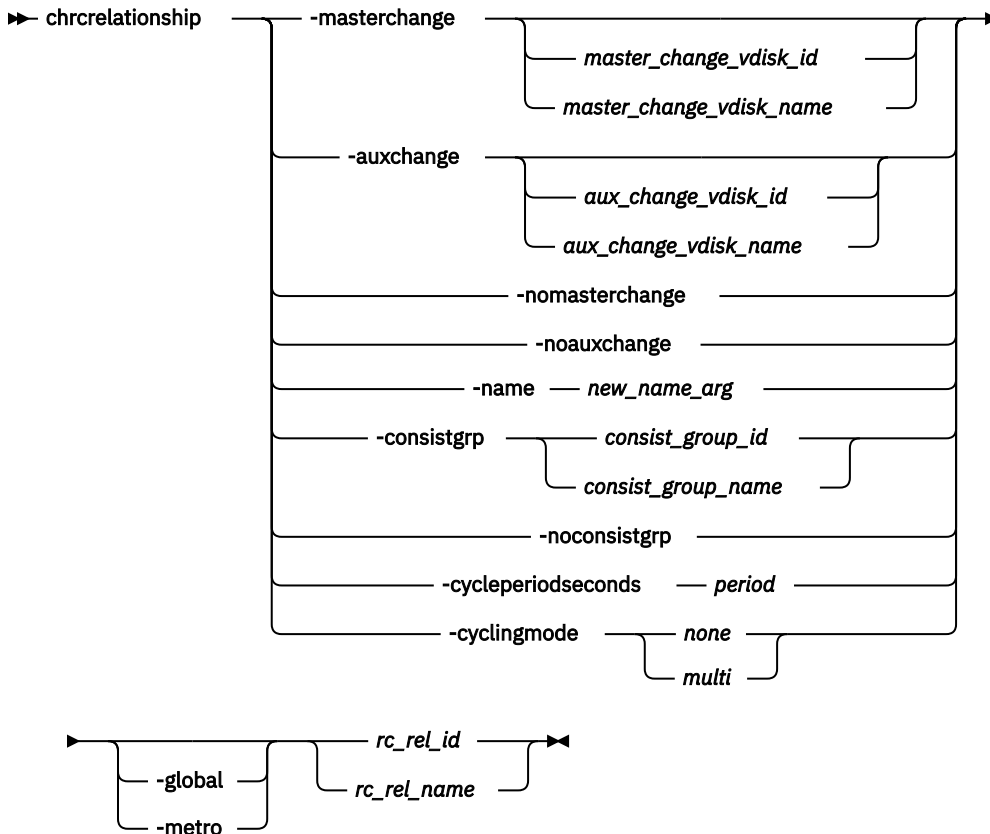 chrcrelationship -masterchange
master_change_vdisk_id
master_change_vdisk_name
-auxchange
aux_change_vdisk_id
aux_change_vdisk_name
-nomasterchange
-noauxchange
-name new_name_arg
-consistgrp consist_group_id
consist_group_name
-noconsistgrp
-cycleperiodseconds period
-cyclingmode none
multi
rc_rel_id
-global
rc_rel_name
-metro